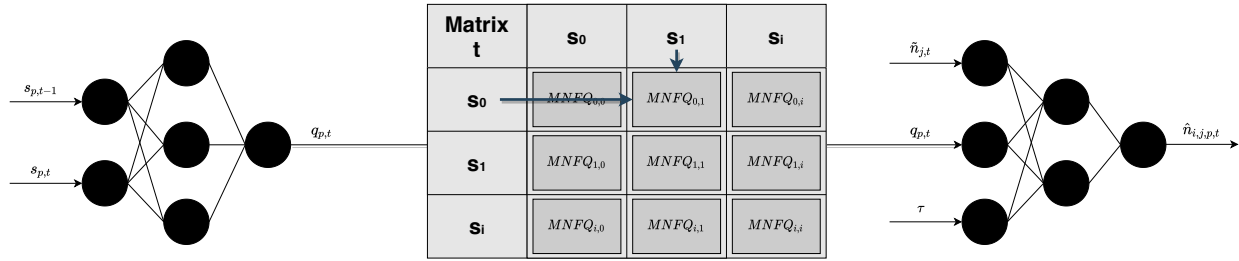 s_{p,t-1}
s_{p,t}
q_{p,t}
Matrix
t
S0 S1 Si
S0 MNFQ_{0,0} MNFQ_{0,1} MNFQ_{0,i}
S1 MNFQ_{1,0} MNFQ_{1,1} MNFQ_{1,i}
Si MNFQ_{i,0} MNFQ_{i,1} MNFQ_{i,i}
ñ_{j,t}
q_{p,t}
τ
n̂_{i,j,p,t}